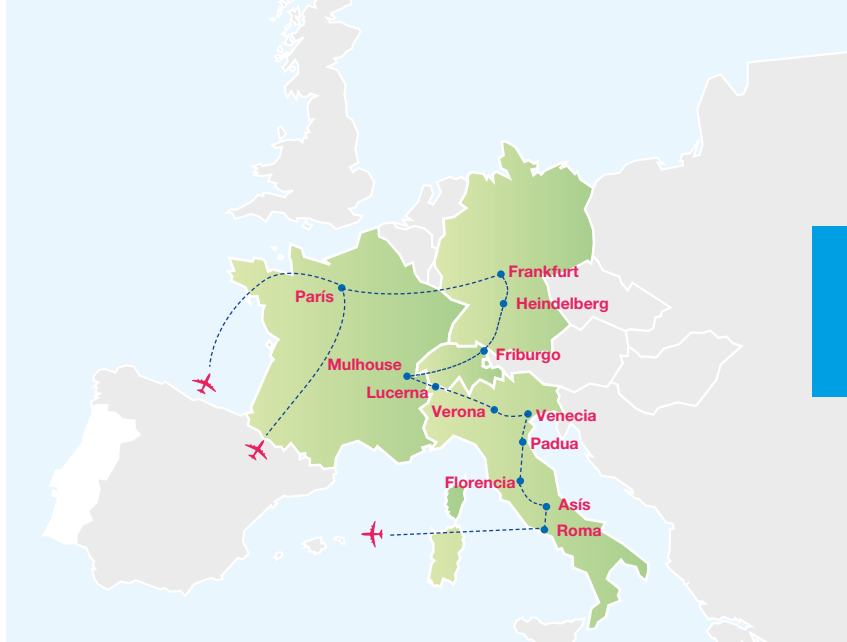 Frankfurt
París
Heindelberg
Friburgo
Mulhouse
Lucerna
Verona
Venecia
Padua
Florencia
Asís
Roma